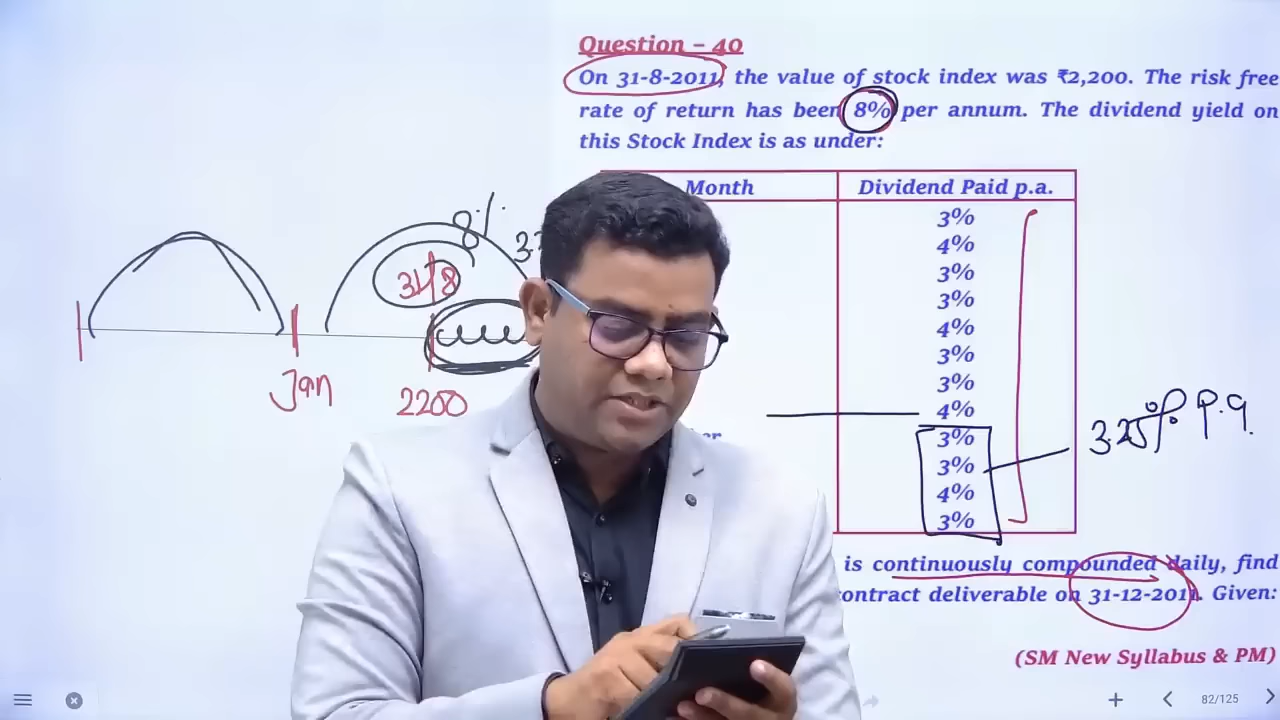 Question – 40
On 31-8-2011, the value of stock index was ₹2,200. The risk free
rate of return has been 8% per annum. The dividend yield on
this Stock Index is as under:
Month Dividend Paid p.a.
3%
4%
3%
3%
4%
3%
3%
4%
3%
3%
4%
3%
is continuously compounded daily, find
contract deliverable on 31-12-2011. Given:
(SM New Syllabus & PM)
8%
31/8
Jan
2200
3.25% p.a.
82/125